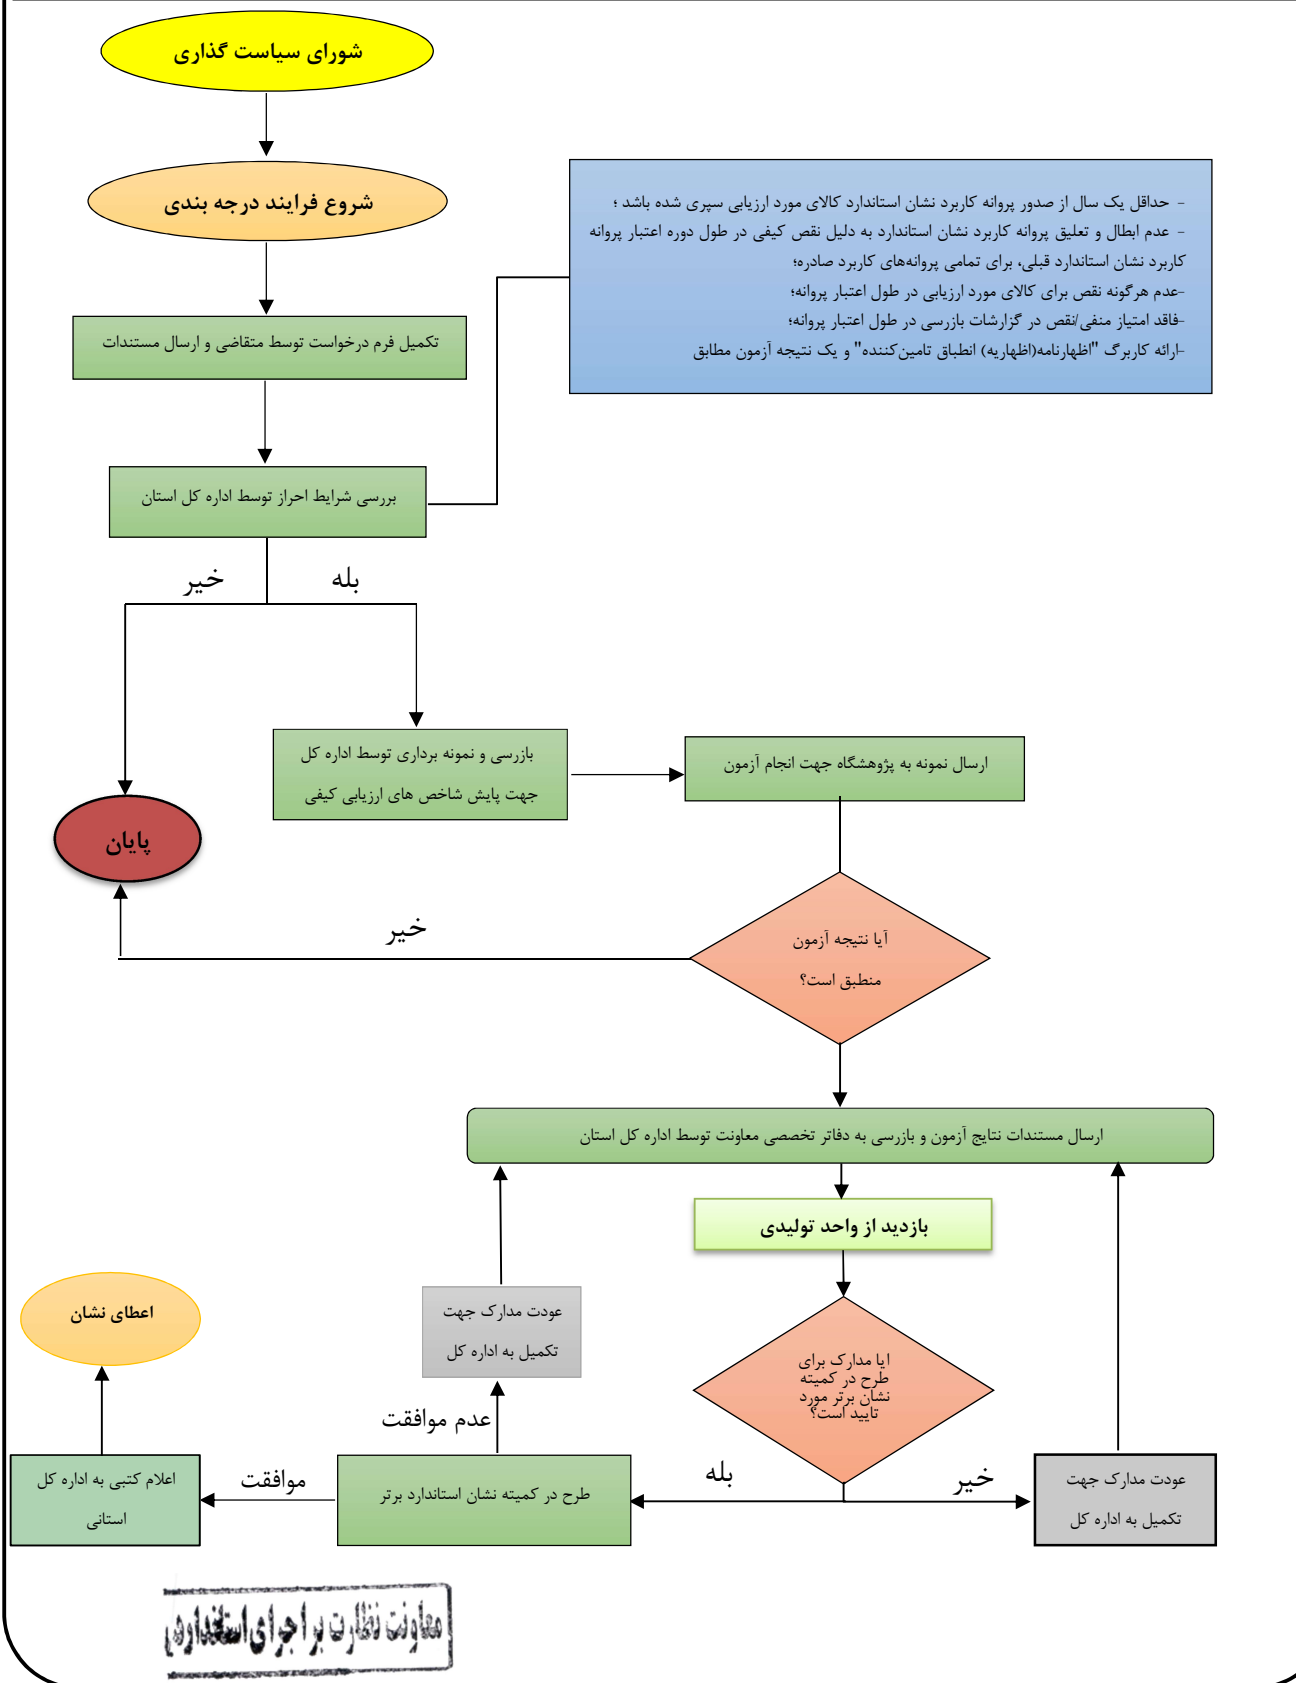 شورای سیاست گذاری
شروع فرایند درجه بندی
- حداقل یک سال از صدور پروانه کاربرد نشان استاندارد کالای مورد ارزیابی سپری شده باشد ؛
- عدم ابطال و تعلیق پروانه کاربرد نشان استاندارد به دلیل نقص کیفی در طول دوره اعتبار پروانه
کاربرد نشان استاندارد قبلی، برای تمامی پروانه‌های کاربرد صادره؛
-عدم هرگونه نقص برای کالای مورد ارزیابی در طول اعتبار پروانه؛
-فاقد امتیاز منفی/نقص در گزارشات بازرسی در طول اعتبار پروانه؛
-ارائه کاربرگ "اظهارنامه(اظهاریه) انطباق تامین‌کننده" و یک نتیجه آزمون مطابق
تکمیل فرم درخواست توسط متقاضی و ارسال مستندات
بررسی شرایط احراز توسط اداره کل استان
بله
خیر
بازرسی و نمونه برداری توسط اداره کل
جهت پایش شاخص های ارزیابی کیفی
ارسال نمونه به پژوهشگاه جهت انجام آزمون
پایان
آیا نتیجه آزمون
منطبق است؟
خیر
ارسال مستندات نتایج آزمون و بازرسی به دفاتر تخصصی معاونت توسط اداره کل استان
بازدید از واحد تولیدی
ایا مدارک برای
طرح در کمیته
نشان برتر مورد
تایید است؟
عودت مدارک جهت
تکمیل به اداره کل
اعطای نشان
عدم موافقت
خیر
بله
موافقت
عودت مدارک جهت
تکمیل به اداره کل
طرح در کمیته نشان استاندارد برتر
اعلام کتبی به اداره کل
استانی
معاونت نظارت بر اجرای استاندارد